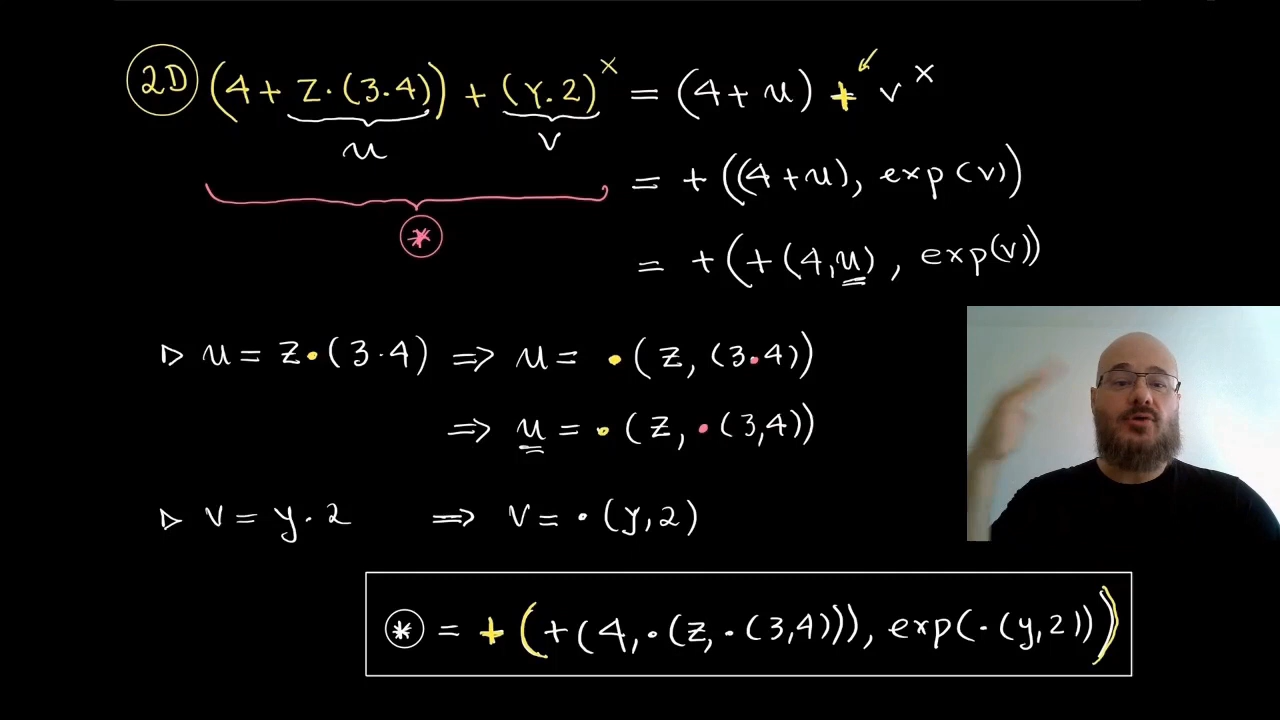 2D (4 + z · (3 · 4)) + (y · 2)^x = (4 + u) + v^x
u v
= + ((4 + u), exp(v))
*
= + (+ (4, u), exp(v))
▷ u = z · (3 · 4) ⇒ u = · (z, (3 · 4))
⇒ u = · (z, · (3,4))
▷ v = y · 2 ⇒ v = · (y, 2)
* = + (+ (4, · (z, · (3,4))), exp(· (y, 2)))